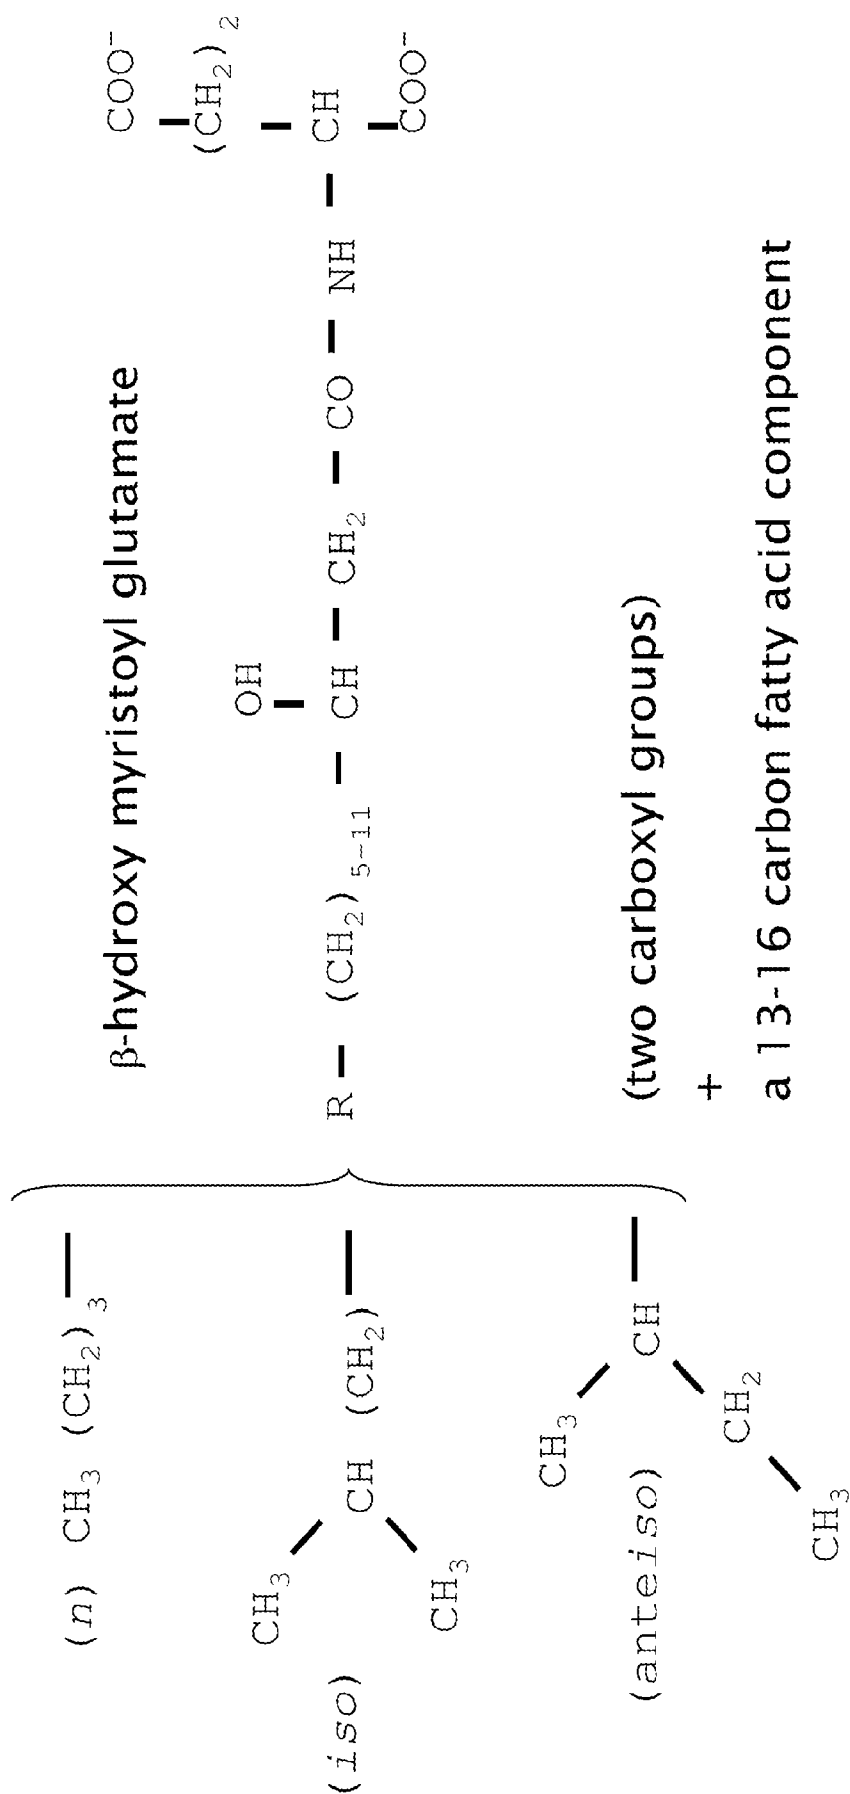 β-hydroxy myristoyl glutamate
(n) CH₃ (CH₂)₃
(iso) CH₃ CH (CH₂)
CH₃
(anteiso) CH₃ CH
CH₂
CH₃
R — (CH₂)₅₋₁₁ — CH — CH₂ — CO — NH — CH
OH
COO⁻
(CH₂)₂
COO⁻
(two carboxyl groups)
+
a 13-16 carbon fatty acid component